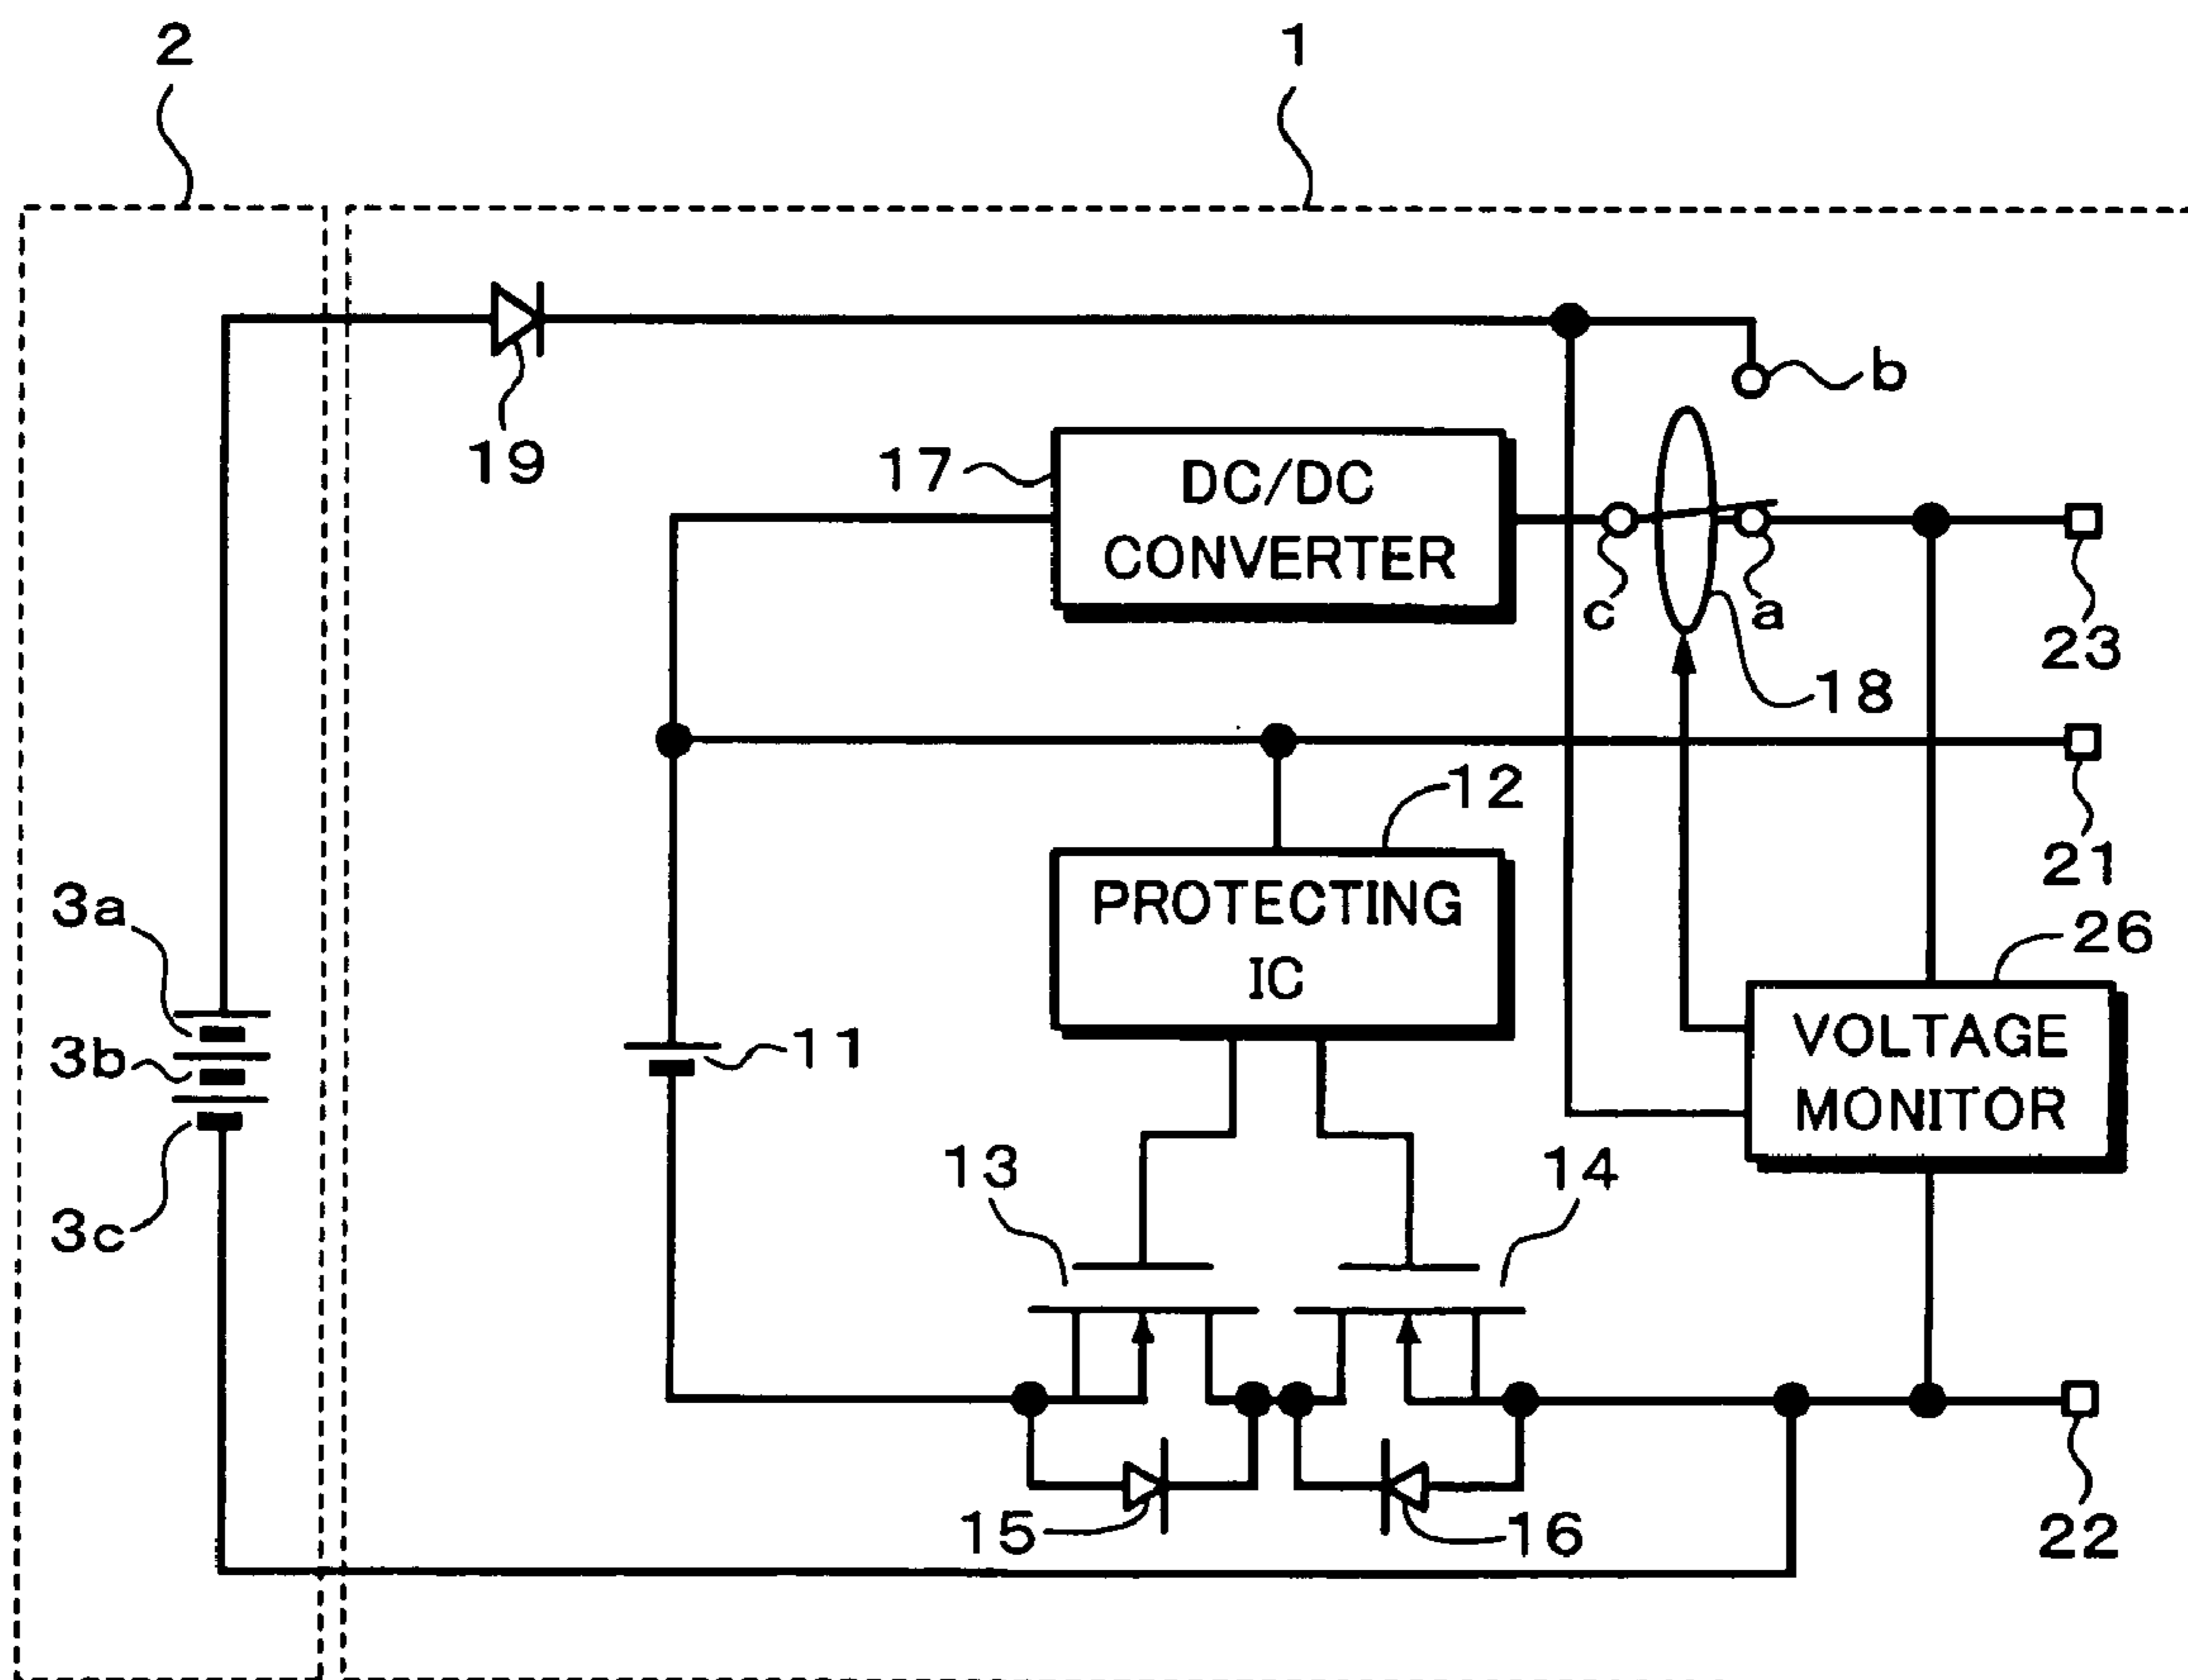 2
1
b
19
17
DC/DC
CONVERTER
c
a
23
18
12
21
3a
PROTECTING
IC
26
3b
11
VOLTAGE
MONITOR
13
14
3c
15
16
22